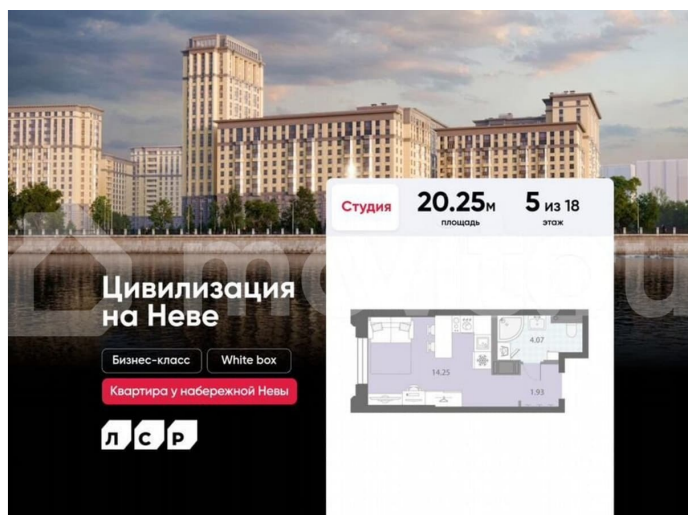 Студия
20.25м
площадь
5 из 18
этаж
Цивилизация
на Неве
Бизнес-класс
White box
Квартира у набережной Невы
ЛСР
14.25
4.07
1.93